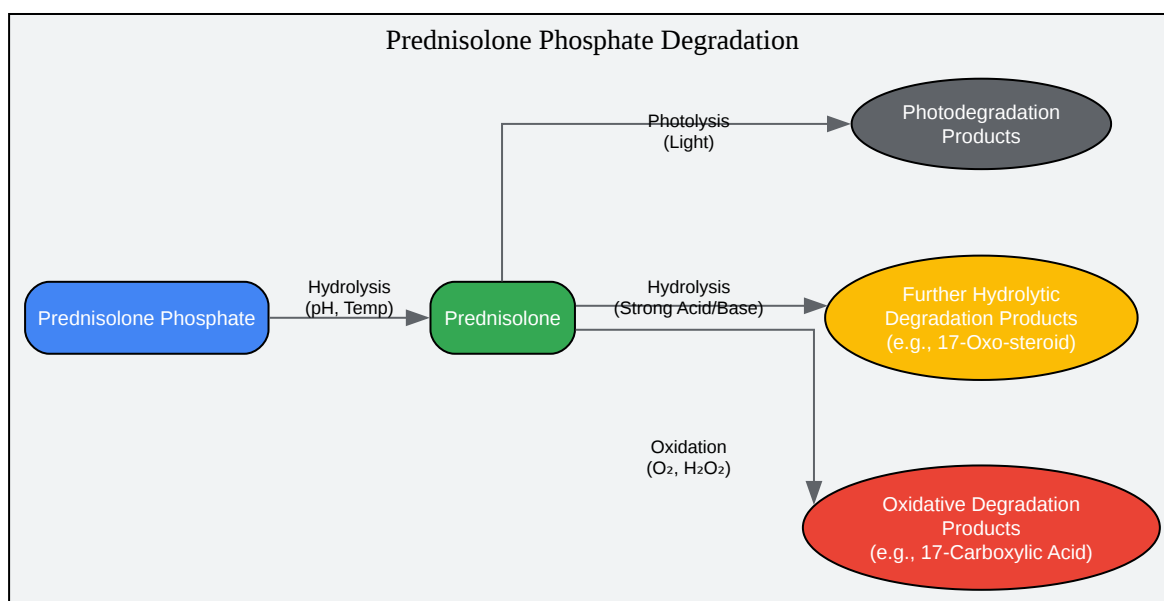 Prednisolone Phosphate Degradation
Photolysis
(Light)
Photodegradation
Products
Prednisolone Phosphate
Hydrolysis
(pH, Temp)
Prednisolone
Hydrolysis
(Strong Acid/Base)
Further Hydrolytic
Degradation Products
(e.g., 17-Oxo-steroid)
Oxidation
(O₂, H₂O₂)
Oxidative Degradation
Products
(e.g., 17-Carboxylic Acid)